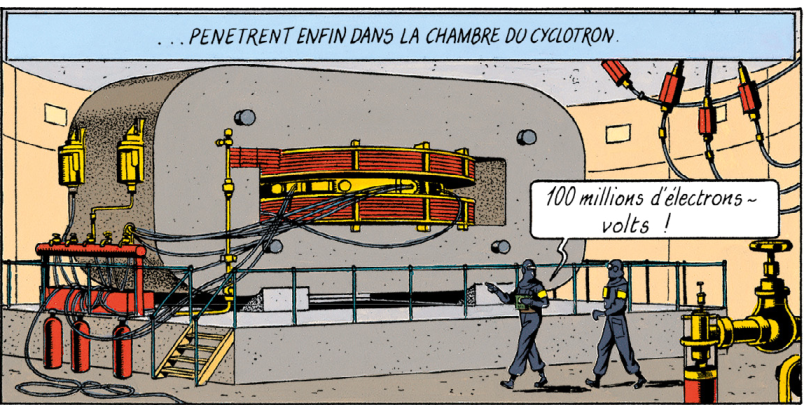 ...PENETRENT ENFIN DANS LA CHAMBRE DU CYCLOTRON.
100 millions d'électrons~
volts !